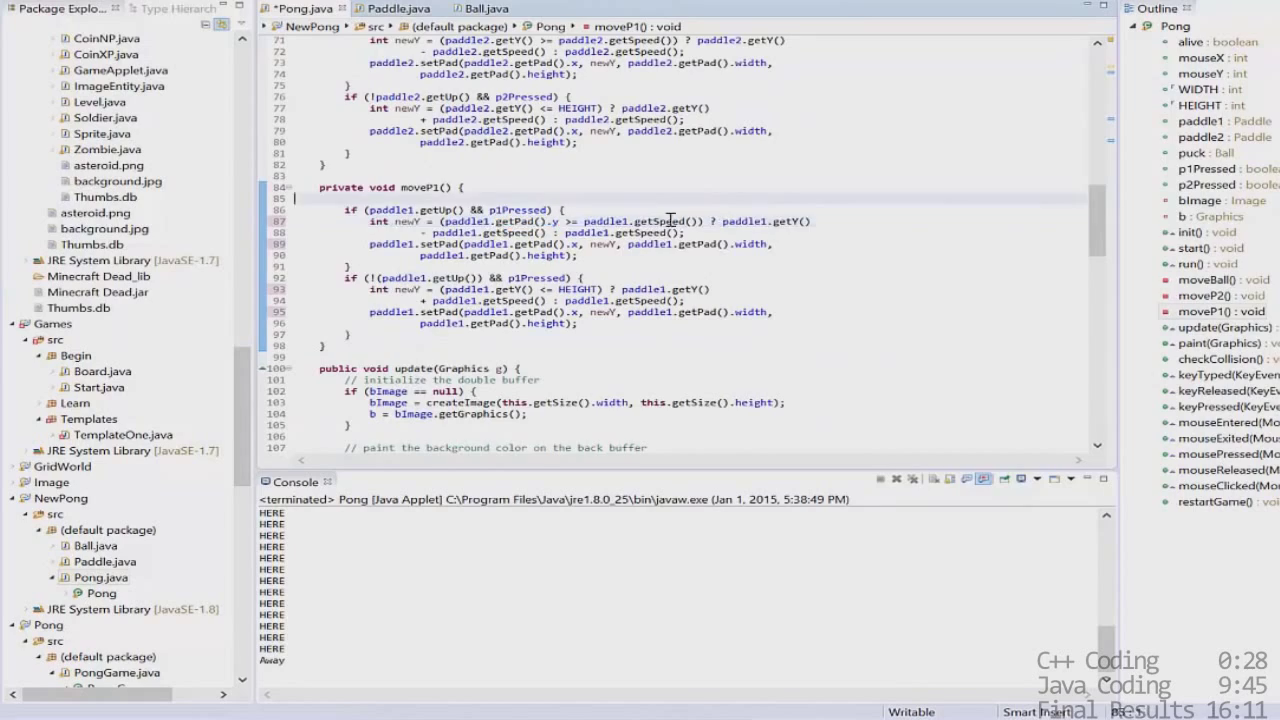 Package Explo...
Type Hierarch
*Pong.java
Paddle.java
Ball.java
Outline
NewPong
src
(default package)
Pong
moveP1() : void
CoinNP.java
CoinXP.java
GameApplet.java
ImageEntity.java
Level.java
Soldier.java
Sprite.java
Zombie.java
asteroid.png
background.jpg
Thumbs.db
asteroid.png
background.jpg
Thumbs.db
JRE System Library [JavaSE-1.7]
Minecraft Dead_lib
Minecraft Dead.jar
Thumbs.db
Games
src
Begin
Board.java
Start.java
Learn
Templates
TemplateOne.java
JRE System Library [JavaSE-1.7]
GridWorld
Image
NewPong
src
(default package)
Ball.java
Paddle.java
Pong.java
Pong
JRE System Library [JavaSE-1.8]
Pong
src
(default package)
PongGame.java
71 int newY = (paddle2.getY() >= paddle2.getSpeed()) ? paddle2.getY()
72 - paddle2.getSpeed() : paddle2.getSpeed();
73 paddle2.setPad(paddle2.getPad().x, newY, paddle2.getPad().width,
74 paddle2.getPad().height);
75 }
76 if (!paddle2.getUp() && p2Pressed) {
77 int newY = (paddle2.getY() <= HEIGHT) ? paddle2.getY()
78 + paddle2.getSpeed() : paddle2.getSpeed();
79 paddle2.setPad(paddle2.getPad().x, newY, paddle2.getPad().width,
80 paddle2.getPad().height);
81 }
82 }
83
84 private void moveP1() {
85
86 if (paddle1.getUp() && p1Pressed) {
87 int newY = (paddle1.getPad().y >= paddle1.getSpeed()) ? paddle1.getY()
88 - paddle1.getSpeed() : paddle1.getSpeed();
89 paddle1.setPad(paddle1.getPad().x, newY, paddle1.getPad().width,
90 paddle1.getPad().height);
91 }
92 if (!(paddle1.getUp()) && p1Pressed) {
93 int newY = (paddle1.getY() <= HEIGHT) ? paddle1.getY()
94 + paddle1.getSpeed() : paddle1.getSpeed();
95 paddle1.setPad(paddle1.getPad().x, newY, paddle1.getPad().width,
96 paddle1.getPad().height);
97 }
98 }
99
100 public void update(Graphics g) {
101 // initialize the double buffer
102 if (bImage == null) {
103 bImage = createImage(this.getSize().width, this.getSize().height);
104 b = bImage.getGraphics();
105 }
106
107 // paint the background color on the back buffer
Console
<terminated> Pong [Java Applet] C:\Program Files\Java\jre1.8.0_25\bin\javaw.exe (Jan 1, 2015, 5:38:49 PM)
HERE
HERE
HERE
HERE
HERE
HERE
HERE
HERE
HERE
HERE
HERE
HERE
HERE
Away
Pong
alive : boolean
mouseX : int
mouseY : int
WIDTH : int
HEIGHT : int
paddle1 : Paddle
paddle2 : Paddle
puck : Ball
p1Pressed : boolean
p2Pressed : boolean
bImage : Image
b : Graphics
init() : void
start() : void
run() : void
moveBall() : void
moveP2() : void
moveP1() : void
update(Graphics)
paint(Graphics) :
checkCollision() :
keyTyped(KeyEven
keyReleased(KeyE
keyPressed(KeyEv
mouseEntered(Mo
mouseExited(Mou
mousePressed(Mo
mouseReleased(M
mouseClicked(Mou
restartGame() : voi
C++ Coding 0:28
Java Coding 9:45
Final Results 16:11
Writable
Smart Insert